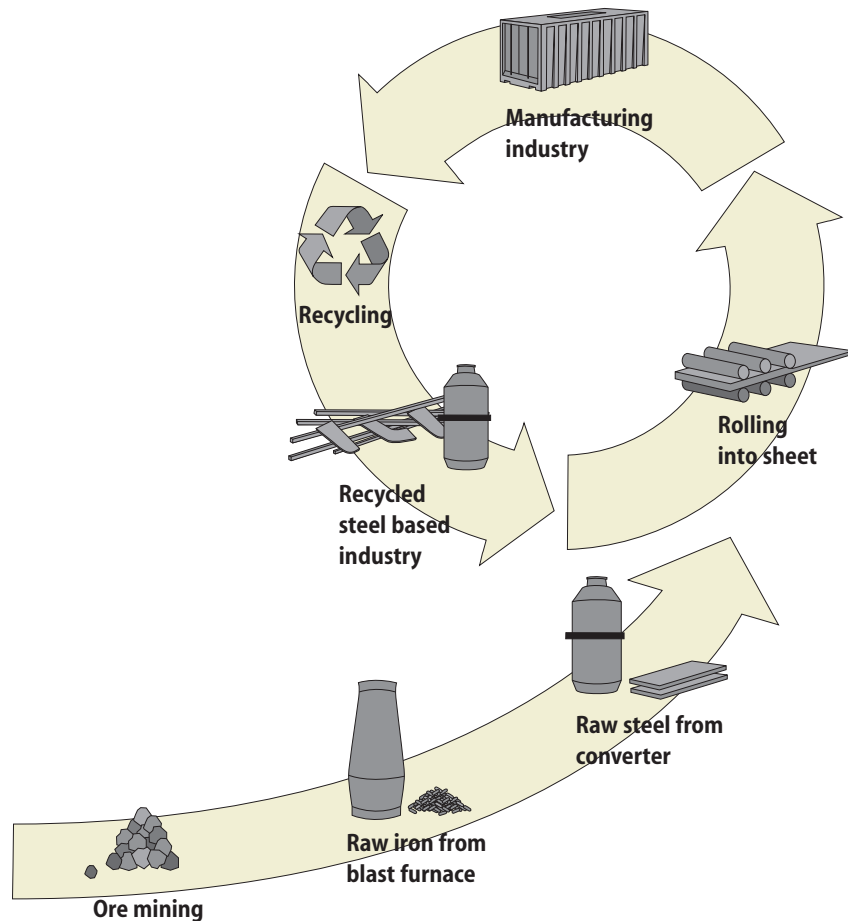 Manufacturing
industry
Recycling
Rolling
into sheet
Recycled
steel based
industry
Raw steel from
converter
Raw iron from
blast furnace
Ore mining